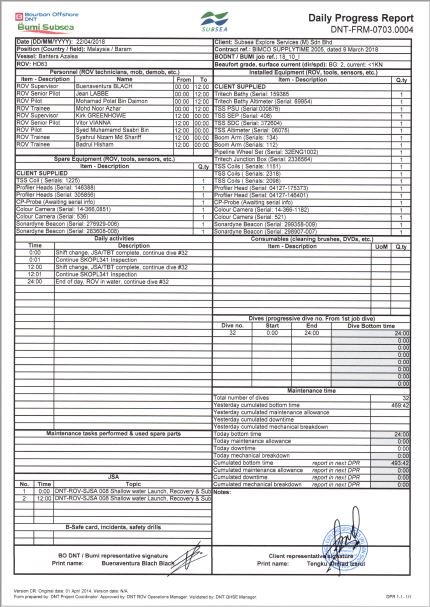 Bourbon Offshore
DNT
Bumi Subsea
SUBSEA
Daily Progress Report
DNT-FRM-0703.0004
Date (DD/MM/YYYY): 22/04/2018
Client: Subsea Explore Services (M) Sdn Bhd
Position (Country / field): Malaysia / Baram
Contract ref.: BIMCO SUPPLYTIME 2005, dated 9 March 2018
Vessel: Bahtera Azalea
BODNT / BUMI job ref.: 18_10_I
ROV: HD63
Beaufort grade, surface current (dir/spd): BG: 2, current: <1KN
Personnel (ROV technicians, mob, demob, etc.)
Item - Description Name From To
ROV Supervisor Buenaventura BLACH 00:00 12:00
ROV Senior Pilot Jean LABBE 00:00 12:00
ROV Pilot Mohamad Polal Bin Daimon 00:00 12:00
ROV Trainee Mohd Noor Azhar 00:00 12:00
ROV Supervisor Kirk GREENHOWE 12:00 00:00
ROV Senior Pilot Vitor VIANNA 12:00 00:00
ROV Pilot Syed Muhamamd Ssabri Bin 12:00 00:00
ROV Trainee Syahrul Nizam Md Shariff 12:00 00:00
ROV Trainee Badrul Hisham 12:00 00:00
Installed Equipment (ROV, tools, sensors, etc.)
Item - Description Q.ty
CLIENT SUPPLIED
Tritech Bathy (Serial: 159385 1
Tritech Bathy Altimeter (Serial: 69954) 1
TSS PSU (Serial: 000676) 1
TSS SEP (Serial: 408) 1
TSS SDC (Serial: 372604) 1
TSS Altimeter (Serial: 06075) 1
Boom Arm (Serial: 134) 1
Boom Arm (Serial: 112) 1
Pipeline Wheel Set (Serial: 32ENG1002) 1
Tritech Junction Box (Serial: 2336564) 1
TSS Coils (Serial: 1151) 1
TSS Coils (Serial: 2318) 1
TSS Coils (Serial: 2098) 1
Profiler Head (Serial: 04127-175373) 1
Profiler Head (Serial: 04127-146401) 1
CP-Probe (Awaiting serial info) 1
Colour Camera (Serial: 14-366-1182) 1
Colour Camera (Serial: 521) 1
Sonardyne Beacon (Serial: 299358-009) 1
Sonardyne Beacon (Serial: 298907-007) 1
Spare Equipment (ROV, tools, sensors, etc.)
Item - Description Q.ty
CLIENT SUPPLIED
TSS Coil ( Serial: 1225) 1
Profiler Heads (Serial: 146388) 1
Profiler Heads (Serial: 305866) 1
CP-Probe (Awaiting serial info) 1
Colour Camera (Serial: 14-366.0851) 1
Colour Camera (Serial: 536) 1
Sonardyne Beacon (Serial: 276929-006) 1
Sonardyne Beacon (Serial: 283608-008) 1
Daily activities
Time Description
0:00 Shift change, JSA/TBT complete, continue dive #32
0:01 Continue SKOPL341 inspection
12:00 Shift change, JSA/TBT complete, continue dive #32
12:01 Continue SKOPL341 inspection
24:00 End of day, ROV in water, continue dive #32
Consumables (cleaning brushes, DVDs, etc.)
Item - Description UoM Q.ty
Dives (progressive dive no. From 1st job dive)
Dive no. Start End Dive Bottom time
32 0:00 24:00 24:00
0:00
0:00
0:00
0:00
0:00
0:00
Maintenance time
Total number of dives 32
Yesterday cumulated bottom time 469:42
Yesterday cumulated maintenance allowance
Yesterday cumulated downtime
Yesterday cumulated mechanical breakdown
Today bottom time 24:00
Today maintenance allowance 0:00
Today downtime 0:00
Today mechanical breakdown 0:00
Cumulated bottom time report in next DPR 493:42
Cumulated maintenance allowance report in next DPR 0:00
Cumulated downtime report in next DPR 0:00
Cumulated mechanical breakdown report in next DPR 0:00
Maintenance tasks performed & used spare parts
JSA
No. Time Topic
1 0:00 DNT-ROV-SJSA 008 Shallow water Launch, Recovery & Sub
2 12:00 DNT-ROV-SJSA 008 Shallow water Launch, Recovery & Sub
Notes:
B-Safe card, incidents, safety drills
BO DNT / Bumi representative signature
Print name: Buenaventura Blach Black
Client representative signature
Print name: Tengku
Version CR: Original date: 01 April 2014. Version date: N/A.
Form prepared by: DNT Project Coordinator. Approved by: DNT ROV Operations Manager. Validated by: DNT QHSE Manager.
DPR 1-1.1/1